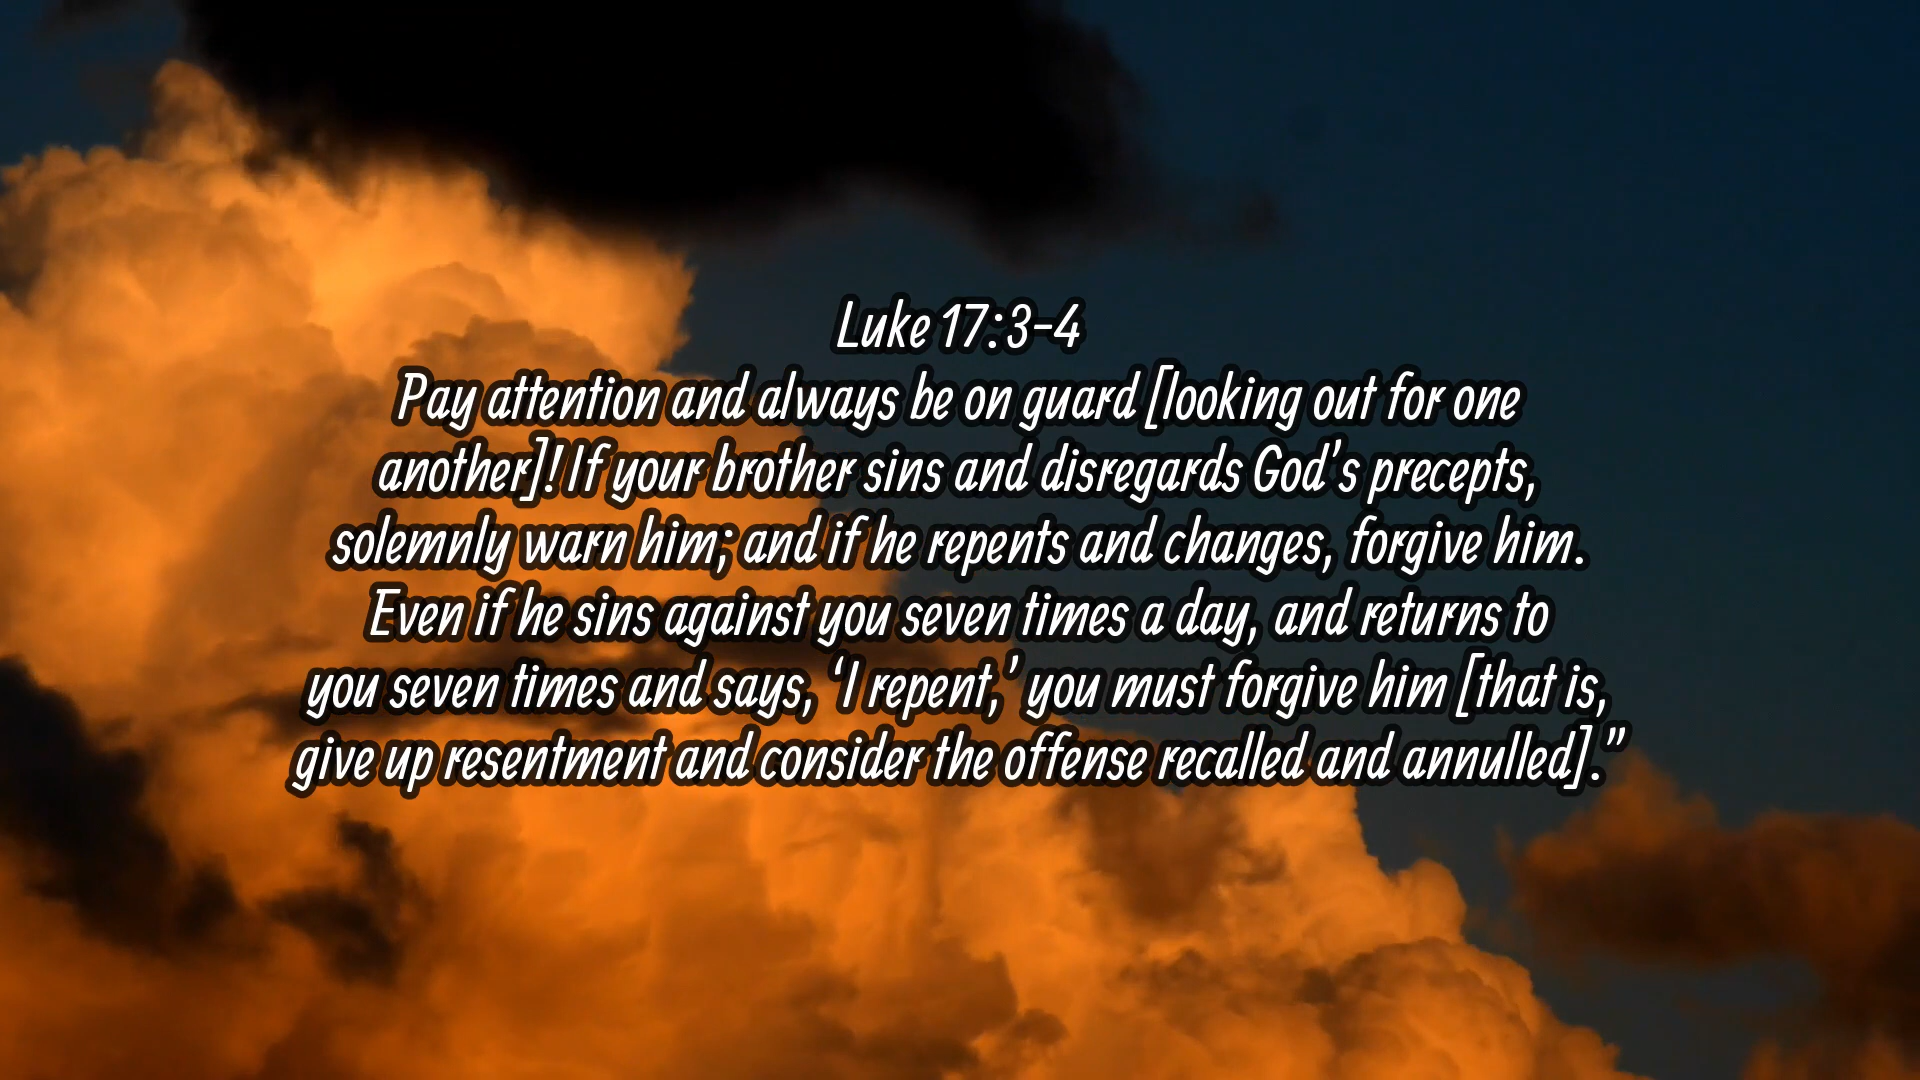 Luke 17:3-4
Pay attention and always be on guard [looking out for one
another]! If your brother sins and disregards God’s precepts,
solemnly warn him; and if he repents and changes, forgive him.
Even if he sins against you seven times a day, and returns to
you seven times and says, ‘I repent,’ you must forgive him [that is,
give up resentment and consider the offense recalled and annulled].”